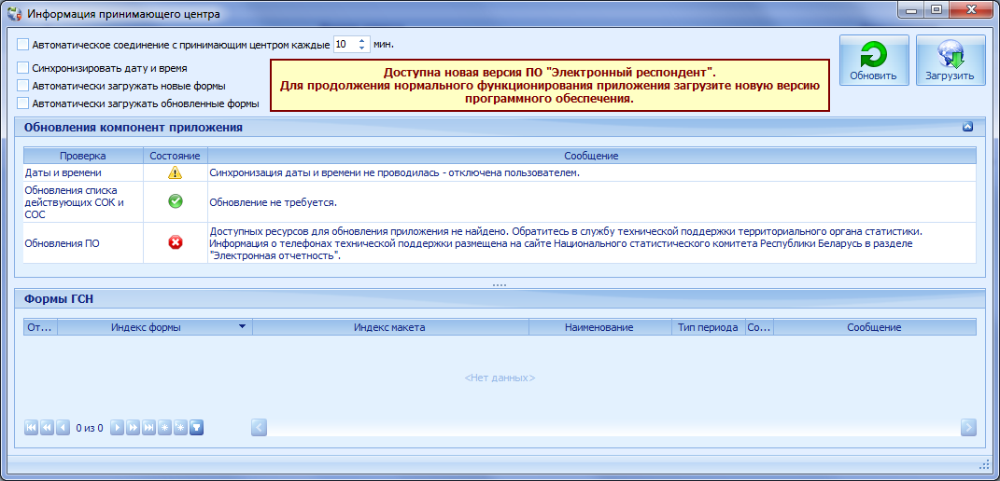 Информация принимающего центра
Автоматическое соединение с принимающим центром каждые 10 мин.
Синхронизировать дату и время
Автоматически загружать новые формы
Автоматически загружать обновленные формы
Доступна новая версия ПО "Электронный респондент".
Для продолжения нормального функционирования приложения загрузите новую версию
программного обеспечения.
Обновить
Загрузить
Обновления компонент приложения
Проверка Состояние Сообщение
Даты и времени Синхронизация даты и времени не проводилась - отключена пользователем.
Обновления списка
действующих СОК и
СОС
Обновление не требуется.
Обновления ПО
Доступных ресурсов для обновления приложения не найдено. Обратитесь в службу технической поддержки территориального органа статистики.
Информация о телефонах технической поддержки размещена на сайте Национального статистического комитета Республики Беларусь в разделе
"Электронная отчетность".
Формы ГСН
От... Индекс формы Индекс макета Наименование Тип периода Со... Сообщение
<Нет данных>
0 из 0